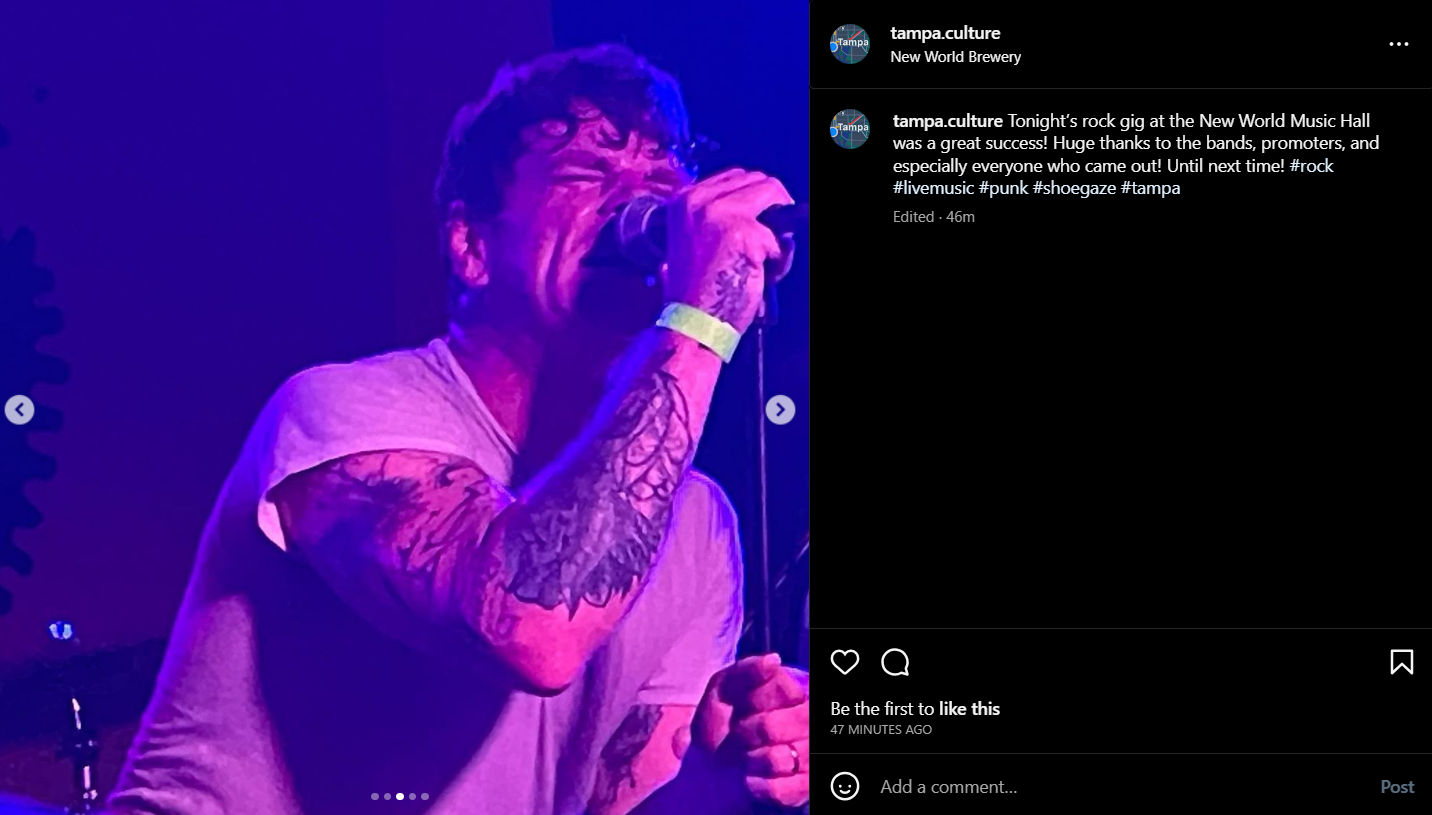 tampa.culture
New World Brewery
Tampa
Tampa
tampa.culture Tonight’s rock gig at the New World Music Hall
was a great success! Huge thanks to the bands, promoters, and
especially everyone who came out! Until next time! #rock
#livemusic #punk #shoegaze #tampa
Edited · 46m
Be the first to like this
47 MINUTES AGO
Add a comment...
Post